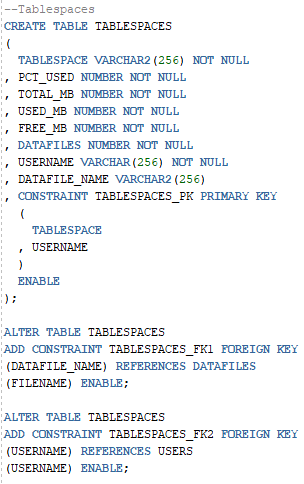 --Tablespaces
CREATE TABLE TABLESPACES
(
TABLESPACE VARCHAR2(256) NOT NULL
, PCT_USED NUMBER NOT NULL
, TOTAL_MB NUMBER NOT NULL
, USED_MB NUMBER NOT NULL
, FREE_MB NUMBER NOT NULL
, DATAFILES NUMBER NOT NULL
, USERNAME VARCHAR(256) NOT NULL
, DATAFILE_NAME VARCHAR2(256)
, CONSTRAINT TABLESPACES_PK PRIMARY KEY
(
TABLESPACE
, USERNAME
)
ENABLE
);
ALTER TABLE TABLESPACES
ADD CONSTRAINT TABLESPACES_FK1 FOREIGN KEY
(DATAFILE_NAME) REFERENCES DATAFILES
(FILENAME) ENABLE;
ALTER TABLE TABLESPACES
ADD CONSTRAINT TABLESPACES_FK2 FOREIGN KEY
(USERNAME) REFERENCES USERS
(USERNAME) ENABLE;